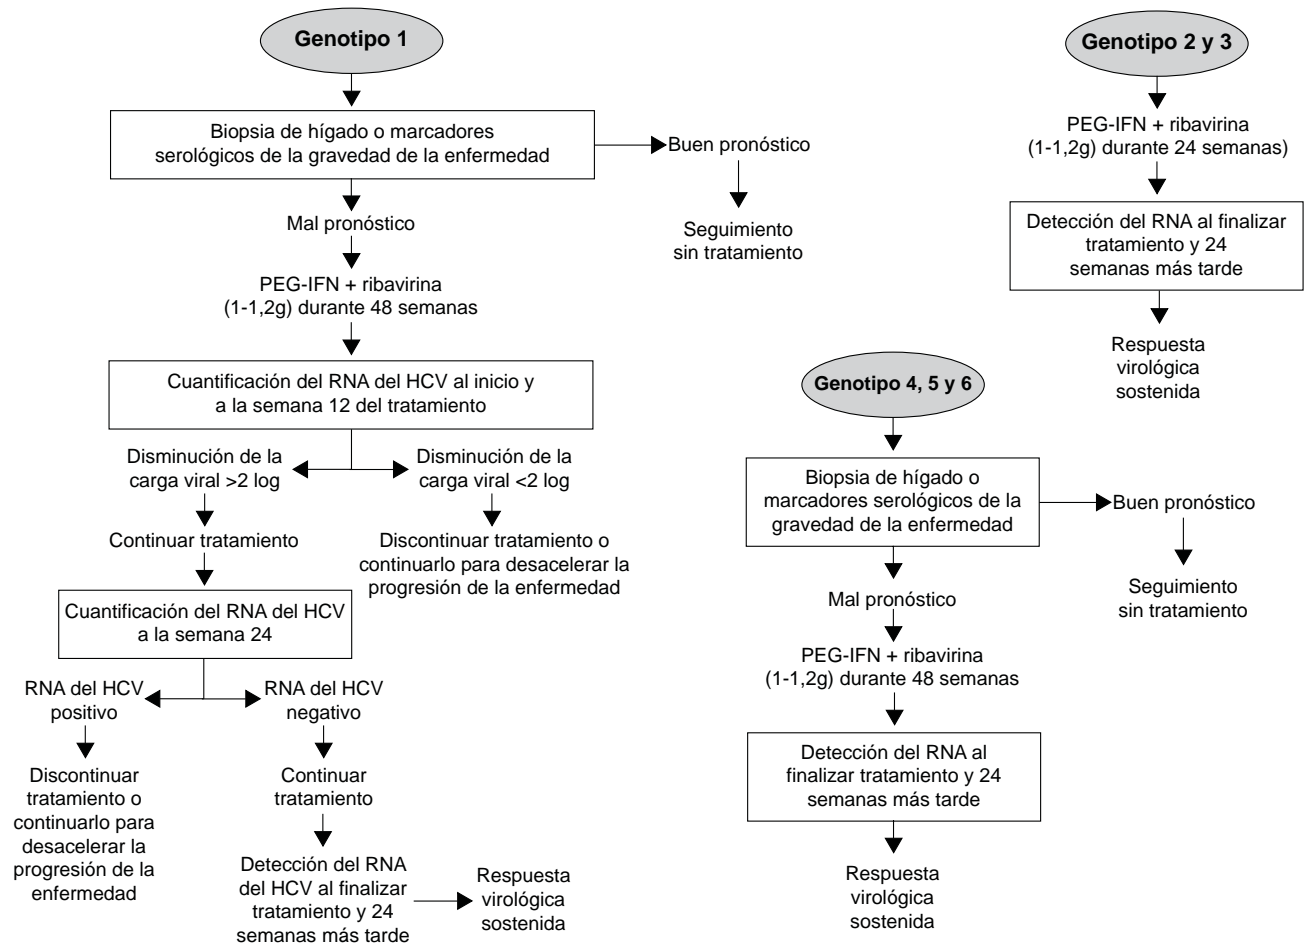 Genotipo 1
Biopsia de hígado o marcadores
serológicos de la gravedad de la enfermedad
Buen pronóstico
Seguimiento
sin tratamiento
Mal pronóstico
PEG-IFN + ribavirina
(1-1,2g) durante 48 semanas
Cuantificación del RNA del HCV al inicio y
a la semana 12 del tratamiento
Disminución de la
carga viral >2 log
Disminución de la
carga viral <2 log
Continuar tratamiento
Discontinuar tratamiento o
continuarlo para desacelerar la
progresión de la enfermedad
Cuantificación del RNA del HCV
a la semana 24
RNA del HCV
positivo
RNA del HCV
negativo
Discontinuar
tratamiento o
continuarlo para
desacelerar la
progresión de la
enfermedad
Continuar
tratamiento
Detección del RNA
del HCV al finalizar
tratamiento y 24
semanas más tarde
Respuesta
virológica
sostenida
Genotipo 2 y 3
PEG-IFN + ribavirina
(1-1,2g) durante 24 semanas)
Detección del RNA al finalizar
tratamiento y 24
semanas más tarde
Respuesta
virológica
sostenida
Genotipo 4, 5 y 6
Biopsia de hígado o
marcadores serológicos de la
gravedad de la enfermedad
Buen pronóstico
Seguimiento
sin tratamiento
Mal pronóstico
PEG-IFN + ribavirina
(1-1,2g) durante 48 semanas
Detección del RNA al
finalizar tratamiento y 24
semanas más tarde
Respuesta
virológica
sostenida